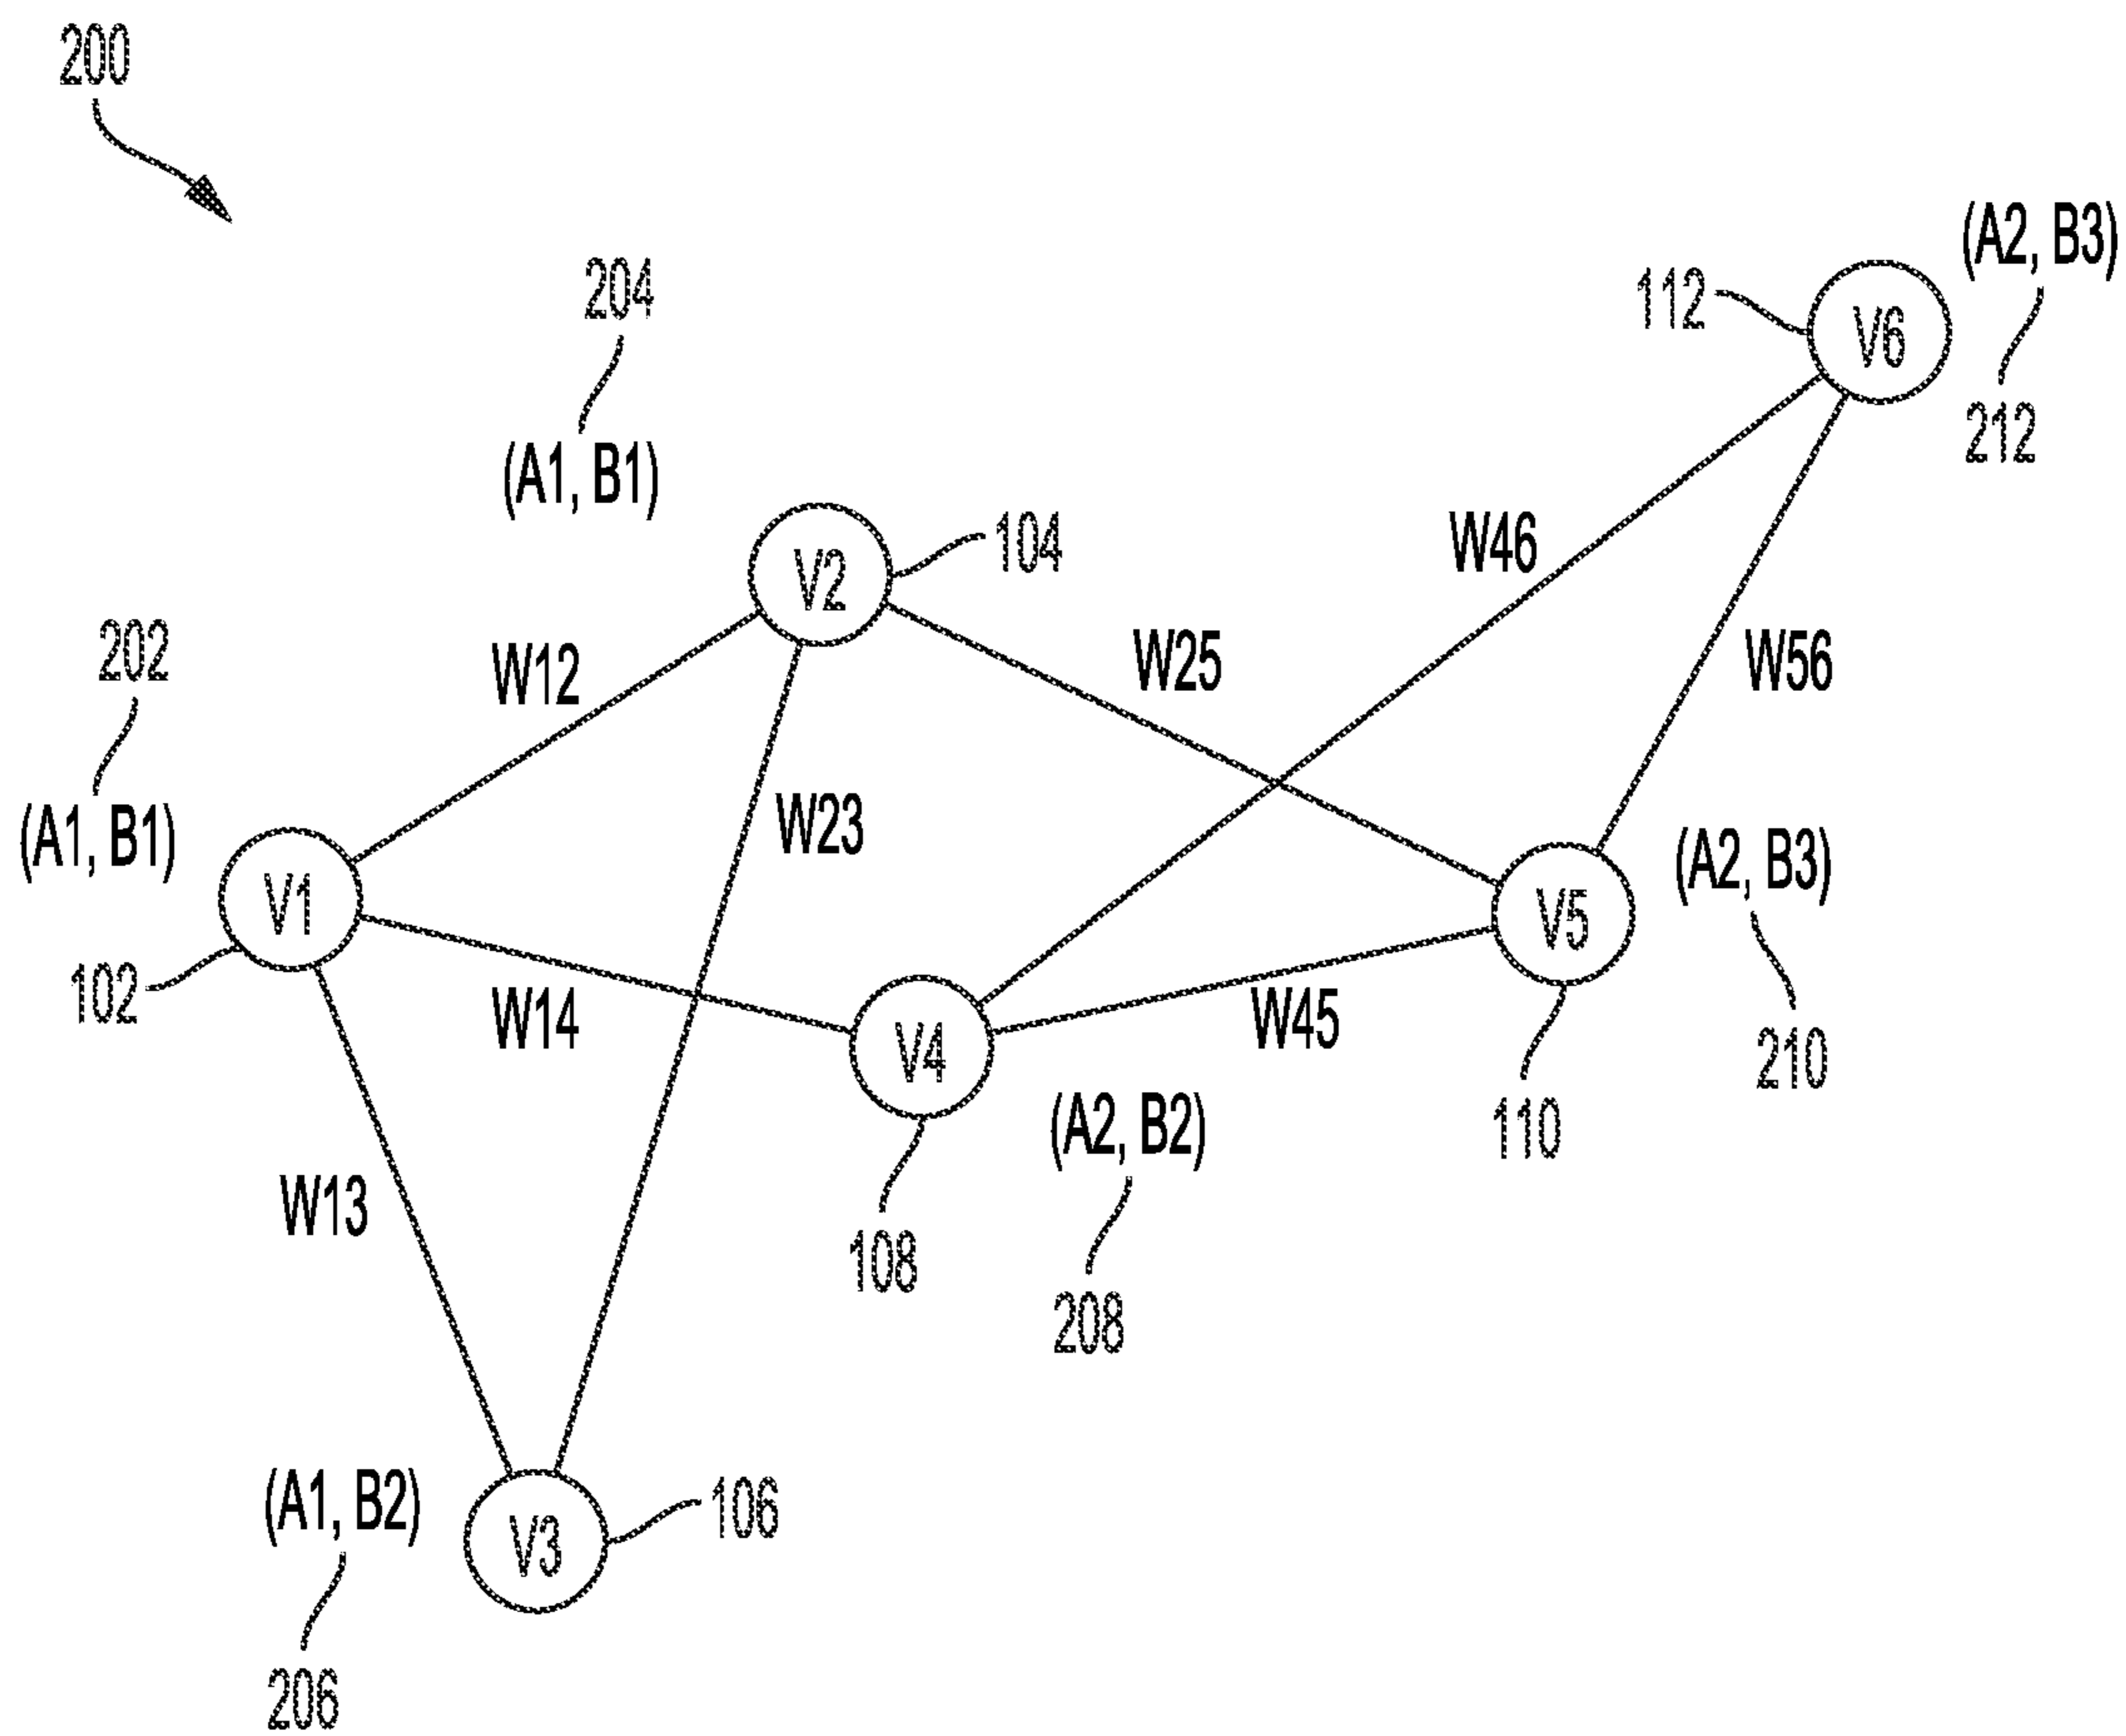 200
(A2, B3)
112
V6
212
204
(A1, B1)
V2
104
W46
W12
W25
W56
202
(A1, B1)
W23
V1
(A2, B3)
V5
102
W14
V4
W45
210
110
(A2, B2)
W13
108
208
(A1, B2)
V3
106
206